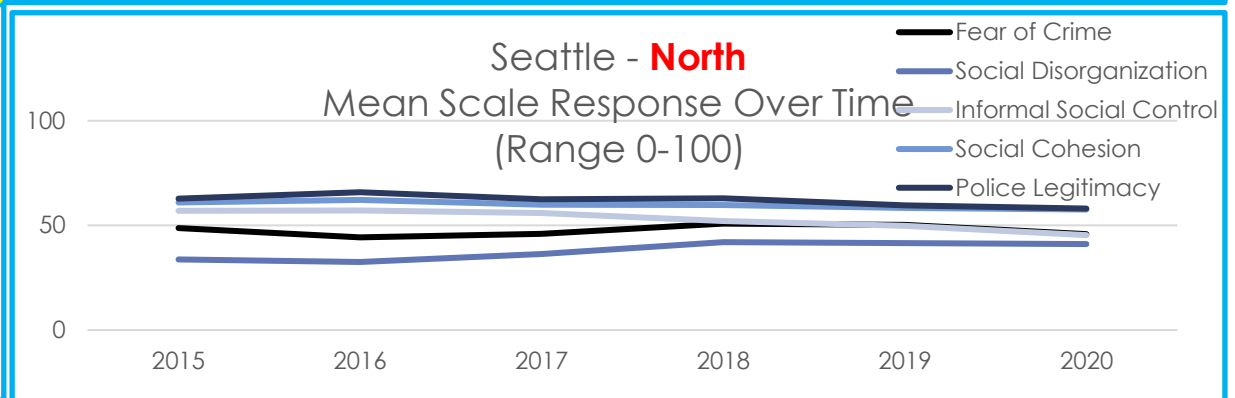 Seattle - North
Mean Scale Response Over Time
(Range 0-100)
Fear of Crime
Social Disorganization
Informal Social Control
Social Cohesion
Police Legitimacy
100
50
0
2015 2016 2017 2018 2019 2020